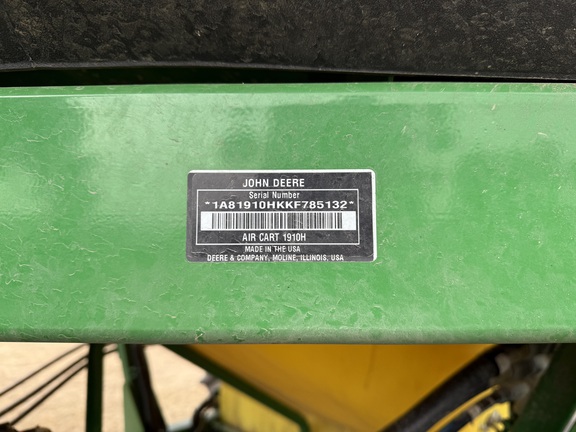 JOHN DEERE
Serial Number
*1A81910HKKF785132*
AIR CART 1910H
MADE IN THE USA
DEERE & COMPANY, MOLINE, ILLINOIS, USA